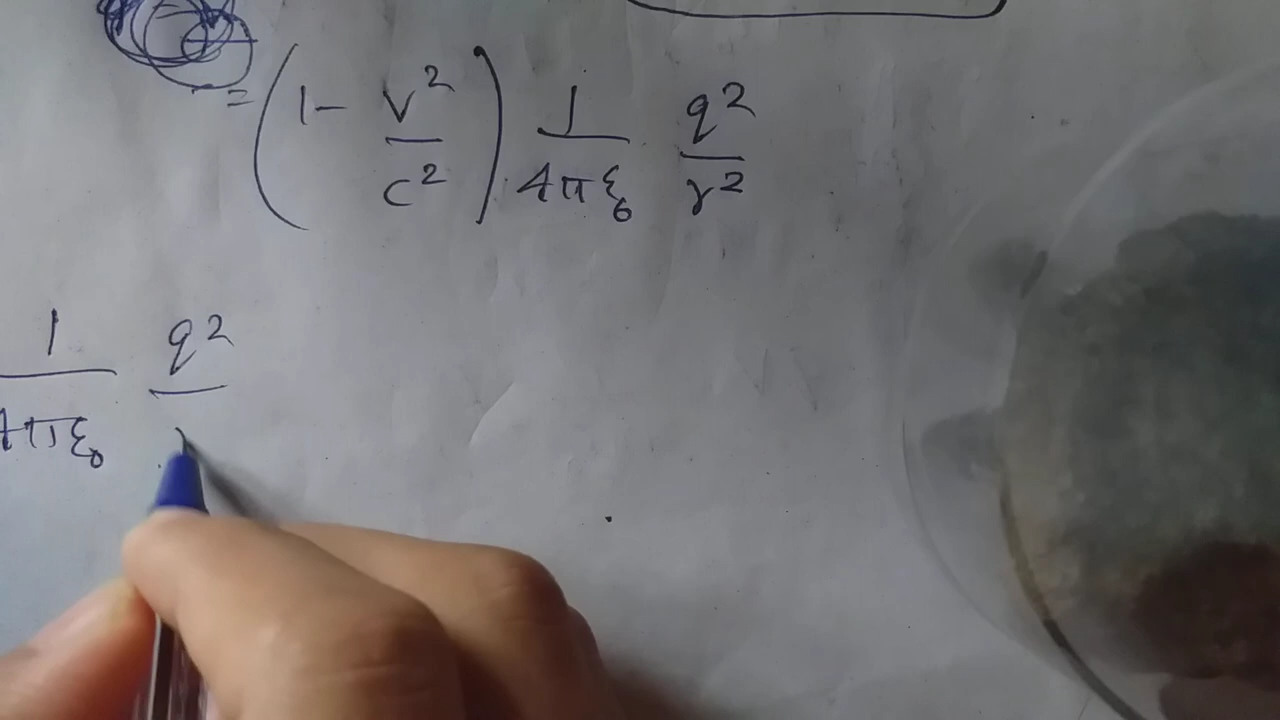 = (1 - v²/c²) 1/4πε₀ q²/r²
1/4πε₀ q²/